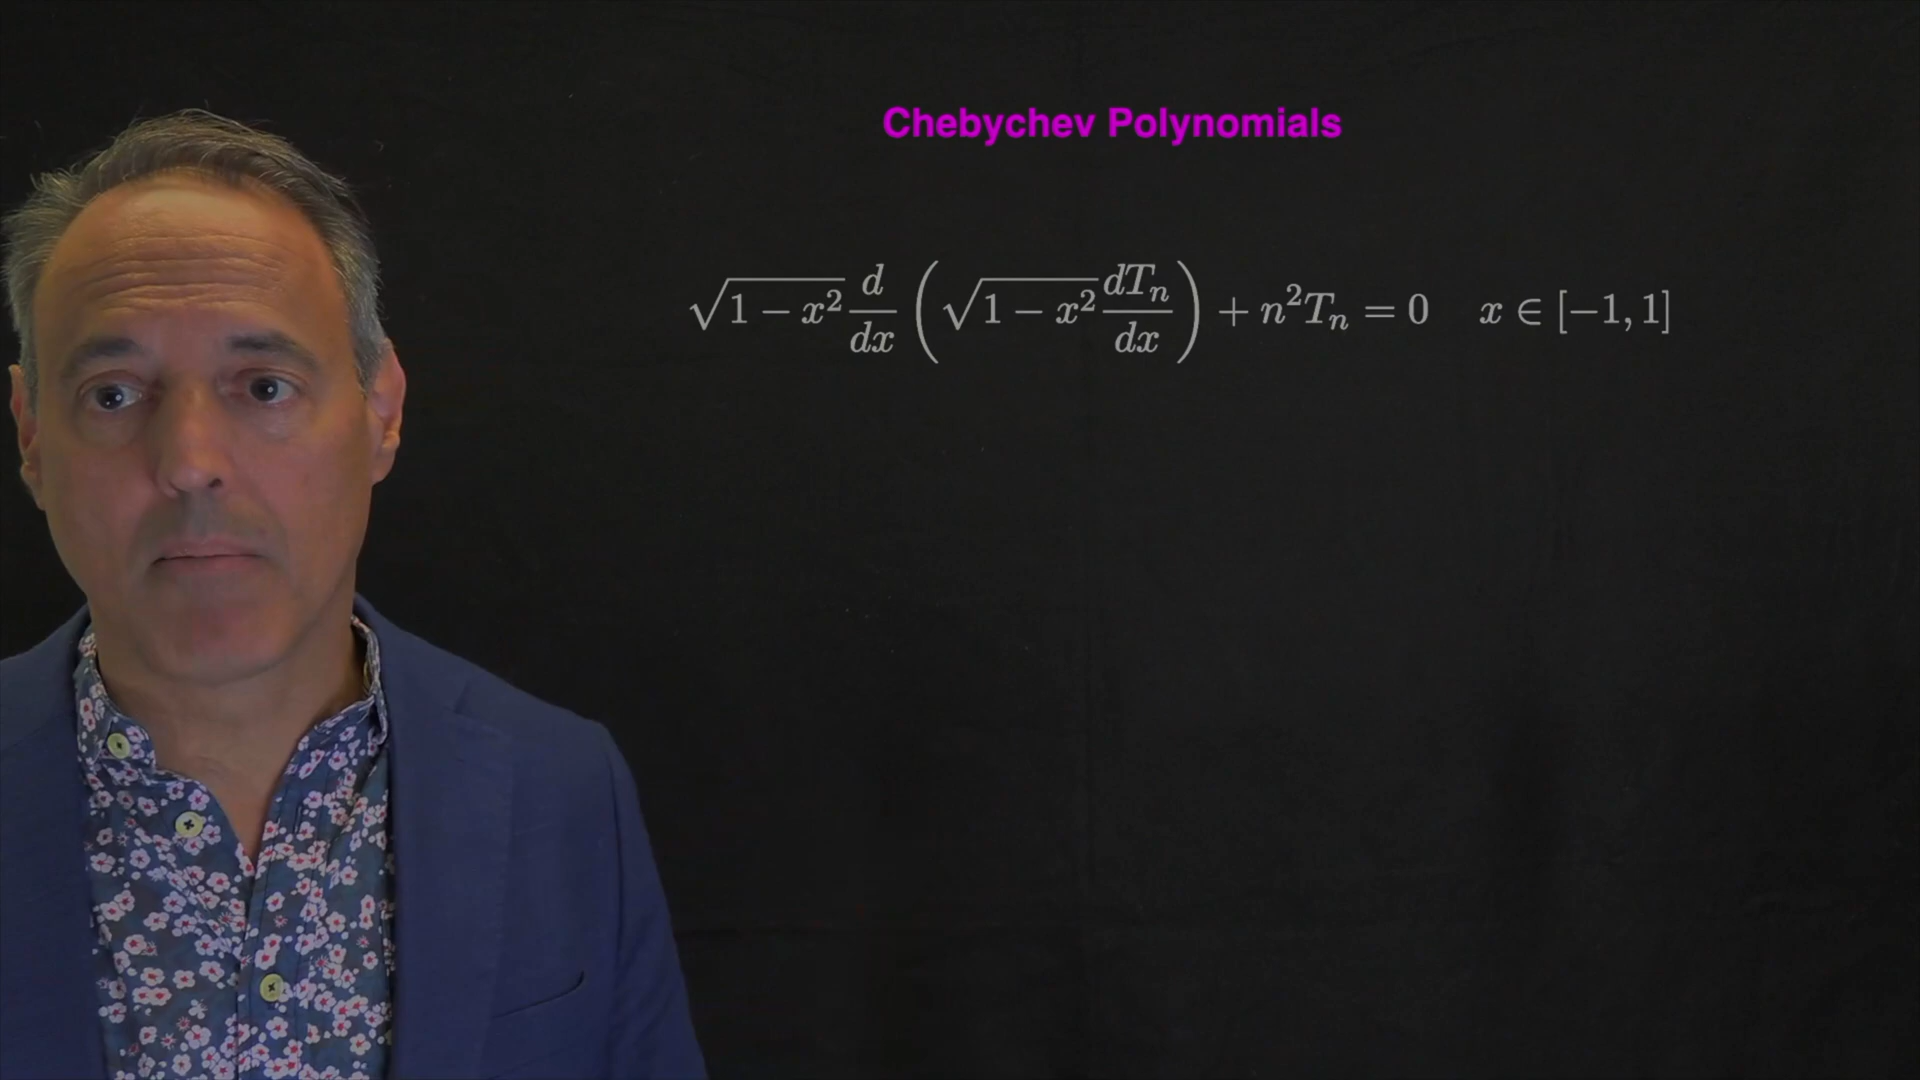 Chebychev Polynomials
√(1 − x²) d/dx (√(1 − x²) dTₙ/dx) + n²Tₙ = 0  x ∈ [−1, 1]